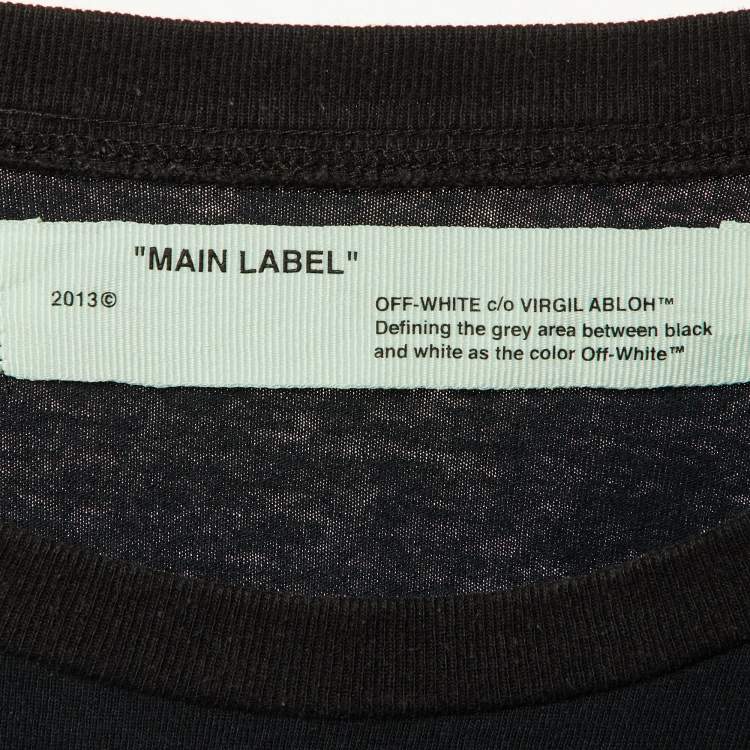 "MAIN LABEL"
2013©
OFF-WHITE c/o VIRGIL ABLOH™
Defining the grey area between black
and white as the color Off-White™